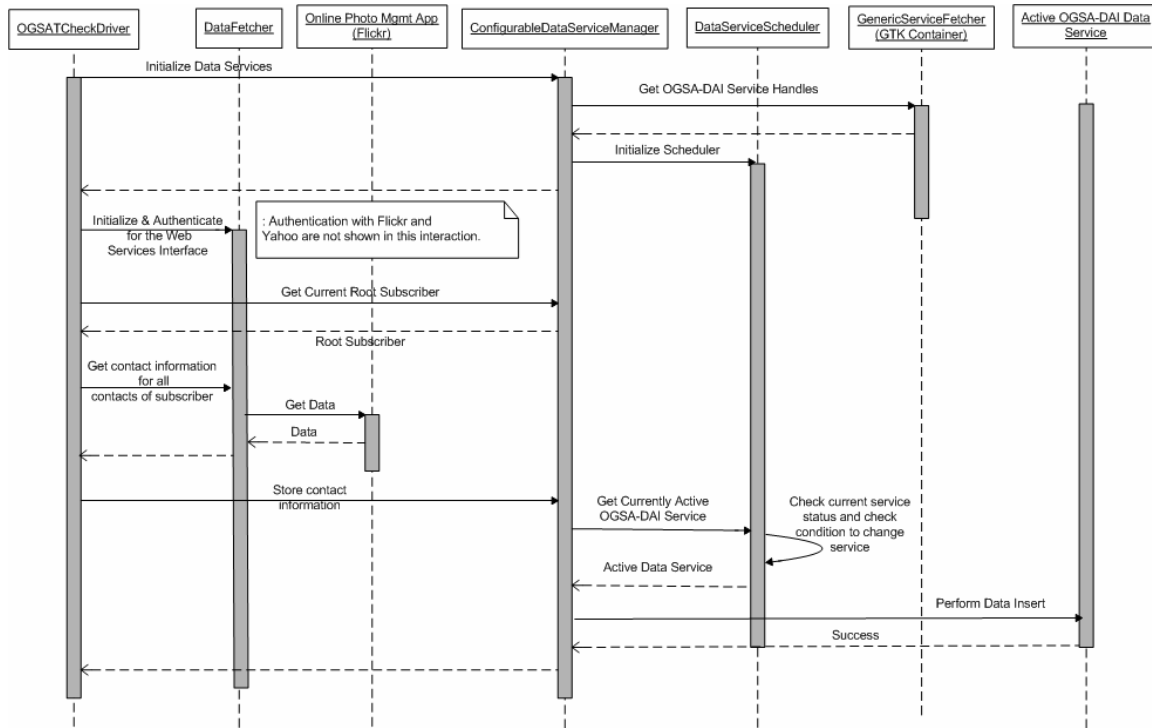 OGSATCheckDriver
DataFetcher
Online Photo Mgmt App
(Flickr)
ConfigurableDataServiceManager
DataServiceScheduler
GenericServiceFetcher
(GTK Container)
Active OGSA-DAI Data
Service
Initialize Data Services
Get OGSA-DAI Service Handles
Initialize Scheduler
Initialize & Authenticate
for the Web
Services Interface
: Authentication with Flickr and
Yahoo are not shown in this interaction.
Get Current Root Subscriber
Root Subscriber
Get contact information
for all
contacts of subscriber
Get Data
Data
Store contact
information
Get Currently Active
OGSA-DAI Service
Check current service
status and check
condition to change
service
Active Data Service
Perform Data Insert
Success